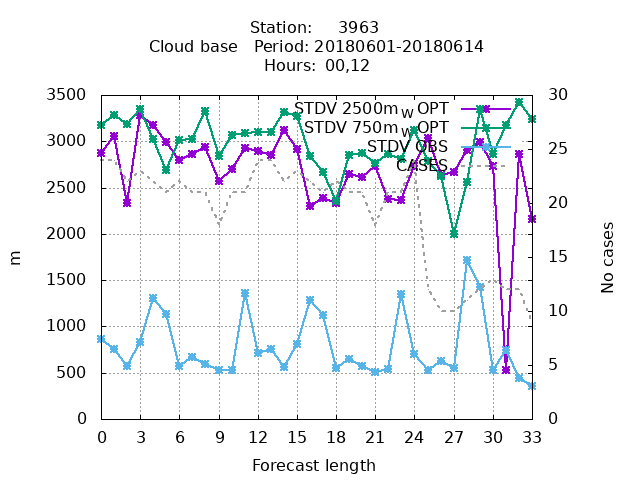 Station: 3963
Cloud base Period: 20180601-20180614
Hours: 00,12
3500 30
STDV 2500m_w OPT
STDV 750m_w OPT
3000
STDV OBS
25
CASES
2500
20
2000
m
No cases
1500
15
1000
10
500
5
0 0
0 3 6 9 12 15 18 21 24 27 30 33
Forecast length